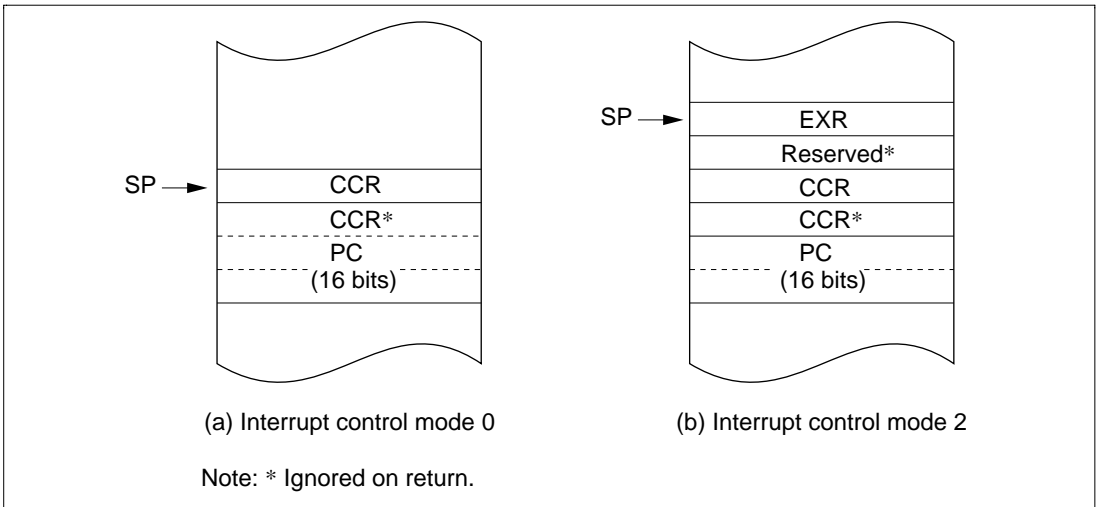 SP
CCR
CCR*
PC
(16 bits)
(a) Interrupt control mode 0
SP
EXR
Reserved*
CCR
CCR*
PC
(16 bits)
(b) Interrupt control mode 2
Note: * Ignored on return.